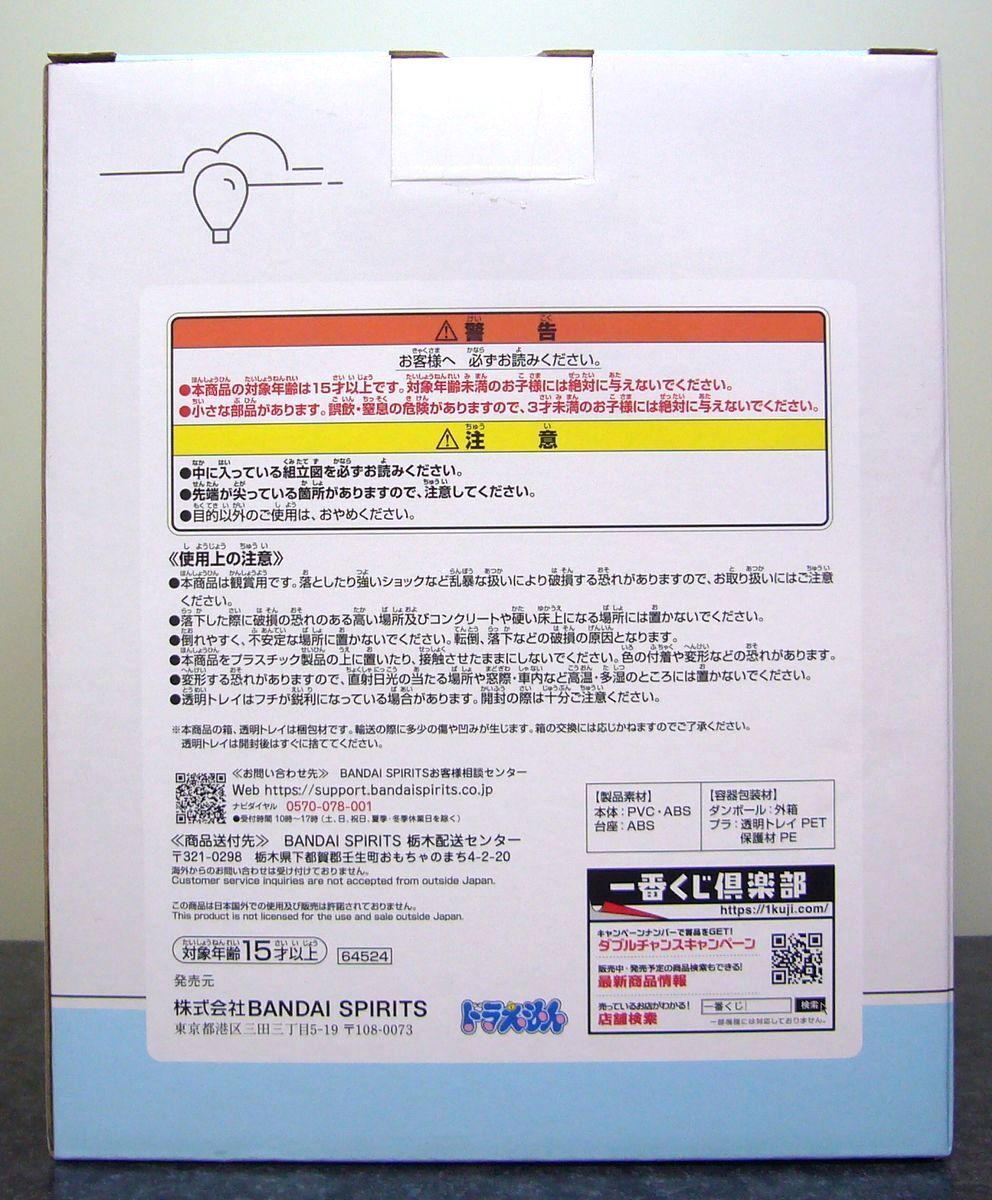 ⚠警告
お客様へ 必ずお読みください。
●本商品の対象年齢は15才以上です。対象年齢未満のお子様には絶対に与えないでください。
●小さな部品があります。誤飲・窒息の危険がありますので、3才未満のお子様には絶対に与えないでください。
⚠注意
●中に入っている組立図を必ずお読みください。
●先端が尖っている箇所がありますので、注意してください。
●目的以外のご使用は、おやめください。
《使用上の注意》
●本商品は観賞用です。落としたり強いショックなど乱暴な扱いにより破損する恐れがありますので、お取り扱いにはご注意
ください。
●落下した際に破損の恐れのある高い場所及びコンクリートや硬い床上になる場所には置かないでください。
●倒れやすく、不安定な場所に置かないでください。転倒、落下などの破損の原因となります。
●本商品をプラスチック製品の上に置いたり、接触させたままにしないでください。色の付着や変形などの恐れがあります。
●変形する恐れがありますので、直射日光の当たる場所や窓際・車内など高温・多湿のところには置かないでください。
●透明トレイはフチが鋭利になっている場合があります。開封の際は十分ご注意ください。
※本商品の箱、透明トレイは梱包材です。輸送の際に多少の傷や凹みが生じます。箱の交換には応じかねますのでご了承ください。
透明トレイは開封後はすぐに捨ててください。
≪お問い合わせ先≫ BANDAI SPIRITSお客様相談センター
Web https://support.bandaispirits.co.jp
ナビダイヤル 0570-078-001
●受付時間 10時～17時(土、日、祝日、夏季・冬季休業日を除く)
≪商品送付先≫ BANDAI SPIRITS 栃木配送センター
〒321-0298 栃木県下都賀郡壬生町おもちゃのまち4-2-20
海外からのお問い合わせは受け付けておりません。
Customer service inquiries are not accepted from outside Japan.
この商品は日本国外での使用及び販売は許諾されておりません。
This product is not licensed for the use and sale outside Japan.
対象年齢15才以上 64524
発売元
株式会社BANDAI SPIRITS
東京都港区三田三丁目5-19 〒108-0073
ドラえもん
【製品素材】
本体：PVC・ABS
台座：ABS
【容器包装材】
ダンボール：外箱
プラ：透明トレイ PET
保護材 PE
一番くじ倶楽部
https://1kuji.com/
キャンペーンナンバーで賞品をGET!
ダブルチャンスキャンペーン
販売中・発売予定の商品検索もできる!
最新商品情報
売っているお店がわかる!
店舗検索
一番くじ 検索
一部機種には対応しておりません。